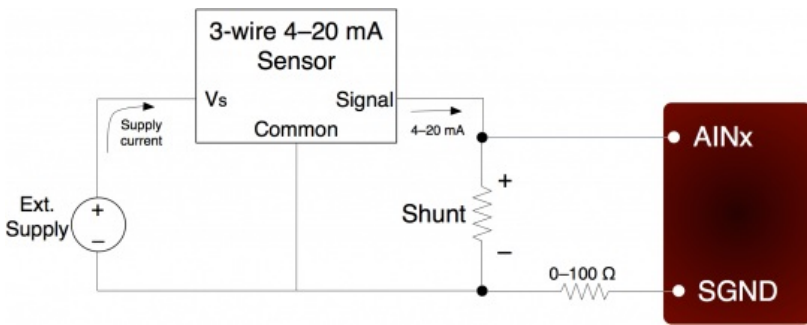 3-wire 4–20 mA
Sensor
Vs
Signal
Common
Supply
current
4–20 mA
AINx
Ext.
Supply
+
−
Shunt
+
−
0–100 Ω
SGND